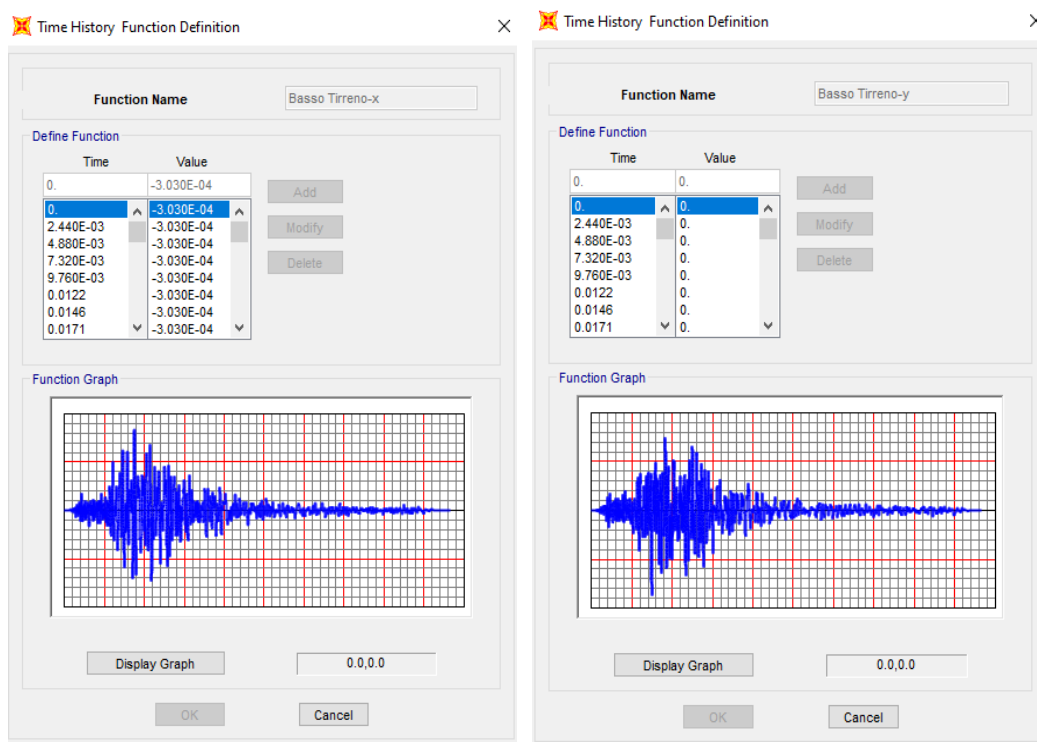 Time History Function Definition
Function Name
Basso Tirreno-x
Define Function
Time Value
0. -3.030E-04
Add
0. -3.030E-04
2.440E-03 -3.030E-04
Modify
4.880E-03 -3.030E-04
7.320E-03 -3.030E-04
Delete
9.760E-03 -3.030E-04
0.0122 -3.030E-04
0.0146 -3.030E-04
0.0171 -3.030E-04
Function Graph
Display Graph
0.0,0.0
OK
Cancel
Time History Function Definition
Function Name
Basso Tirreno-y
Define Function
Time Value
0. 0.
Add
0. 0.
2.440E-03 0.
Modify
4.880E-03 0.
7.320E-03 0.
Delete
9.760E-03 0.
0.0122 0.
0.0146 0.
0.0171 0.
Function Graph
Display Graph
0.0,0.0
OK
Cancel